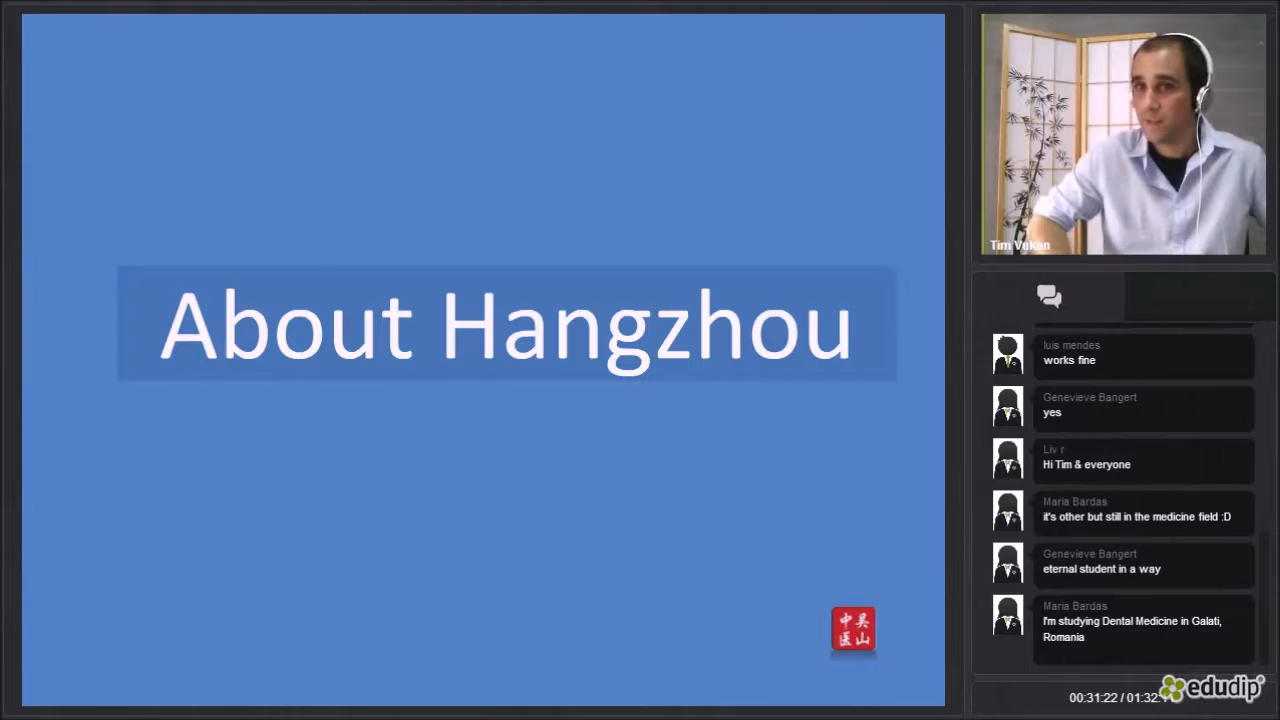 About Hangzhou
中吴
医山
Tim Vukan
luis mendes
works fine
Genevieve Bangert
yes
Liv r
Hi Tim & everyone
Maria Bardas
it's other but still in the medicine field :D
Genevieve Bangert
eternal student in a way
Maria Bardas
I'm studying Dental Medicine in Galati,
Romania
00:31:22 / 01:32:
edudip